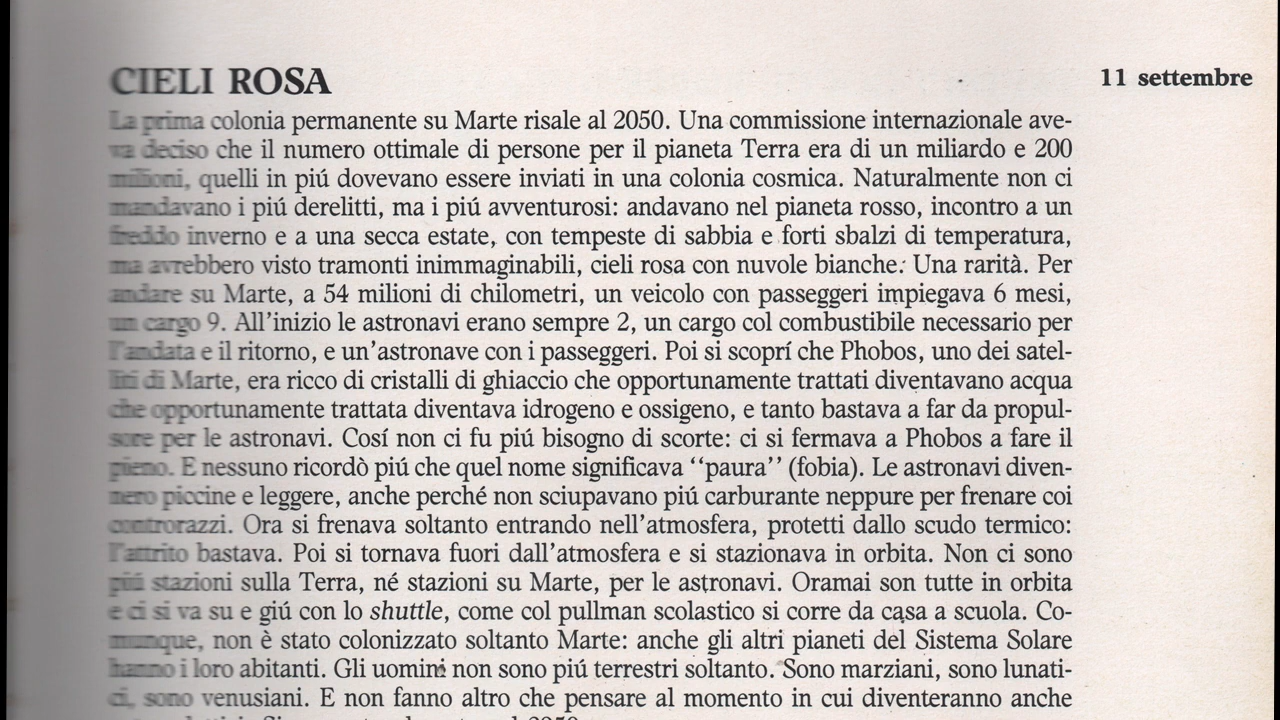 CIELI ROSA
11 settembre
La prima colonia permanente su Marte risale al 2050. Una commissione internazionale ave-
va deciso che il numero ottimale di persone per il pianeta Terra era di un miliardo e 200
milioni, quelli in piú dovevano essere inviati in una colonia cosmica. Naturalmente non ci
mandavano i piú derelitti, ma i piú avventurosi: andavano nel pianeta rosso, incontro a un
freddo inverno e a una secca estate, con tempeste di sabbia e forti sbalzi di temperatura,
ma avrebbero visto tramonti inimmaginabili, cieli rosa con nuvole bianche. Una rarità. Per
andare su Marte, a 54 milioni di chilometri, un veicolo con passeggeri impiegava 6 mesi,
un cargo 9. All'inizio le astronavi erano sempre 2, un cargo col combustibile necessario per
l'andata e il ritorno, e un'astronave con i passeggeri. Poi si scoprí che Phobos, uno dei satel-
liti di Marte, era ricco di cristalli di ghiaccio che opportunamente trattati diventavano acqua
che opportunamente trattata diventava idrogeno e ossigeno, e tanto bastava a far da propul-
sore per le astronavi. Cosí non ci fu piú bisogno di scorte: ci si fermava a Phobos a fare il
pieno. E nessuno ricordò piú che quel nome significava "paura" (fobia). Le astronavi diven-
nero piccine e leggere, anche perché non sciupavano piú carburante neppure per frenare coi
controrazzi. Ora si frenava soltanto entrando nell'atmosfera, protetti dallo scudo termico:
l'attrito bastava. Poi si tornava fuori dall'atmosfera e si stazionava in orbita. Non ci sono
piú stazioni sulla Terra, né stazioni su Marte, per le astronavi. Oramai son tutte in orbita
e ci si va su e giú con lo shuttle, come col pullman scolastico si corre da casa a scuola. Co-
munque, non è stato colonizzato soltanto Marte: anche gli altri pianeti del Sistema Solare
hanno i loro abitanti. Gli uomini non sono piú terrestri soltanto. Sono marziani, sono lunati-
ci, sono venusiani. E non fanno altro che pensare al momento in cui diventeranno anche